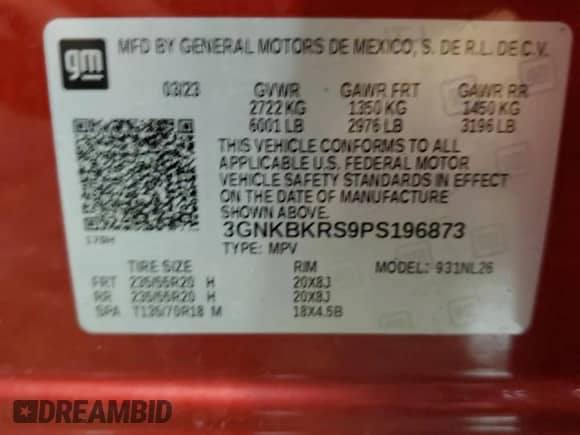 gm
MFD BY GENERAL MOTORS DE MEXICO, S. DE R.L. DE C.V.
03/23 GVWR GAWR FRT GAWR RR
2722 KG 1350 KG 1450 KG
6001 LB 2976 LB 3196 LB
THIS VEHICLE CONFORMS TO ALL
APPLICABLE U.S. FEDERAL MOTOR
VEHICLE SAFETY STANDARDS IN EFFECT
ON THE DATE OF MANUFACTURE
SHOWN ABOVE.
3GNKBKRS9PS196873
TYPE: MPV
TIRE SIZE RIM MODEL: 931NL26
FRT 235/55R20 H 20X8J
RR 235/55R20 H 20X8J
SPA T135/70R18 M 18X4.5B
DREAMBID